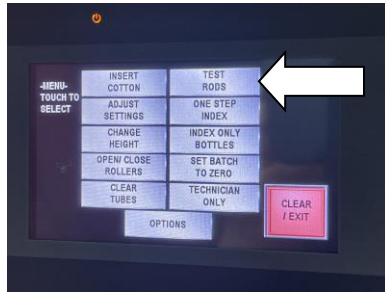 -MENU-
TOUCH TO
SELECT
INSERT
COTTON
TEST
RODS
ADJUST
SETTINGS
ONE STEP
INDEX
CHANGE
HEIGHT
INDEX ONLY
BOTTLES
OPEN/ CLOSE
ROLLERS
SET BATCH
TO ZERO
CLEAR
TUBES
TECHNICIAN
ONLY
OPTIONS
CLEAR
/ EXIT